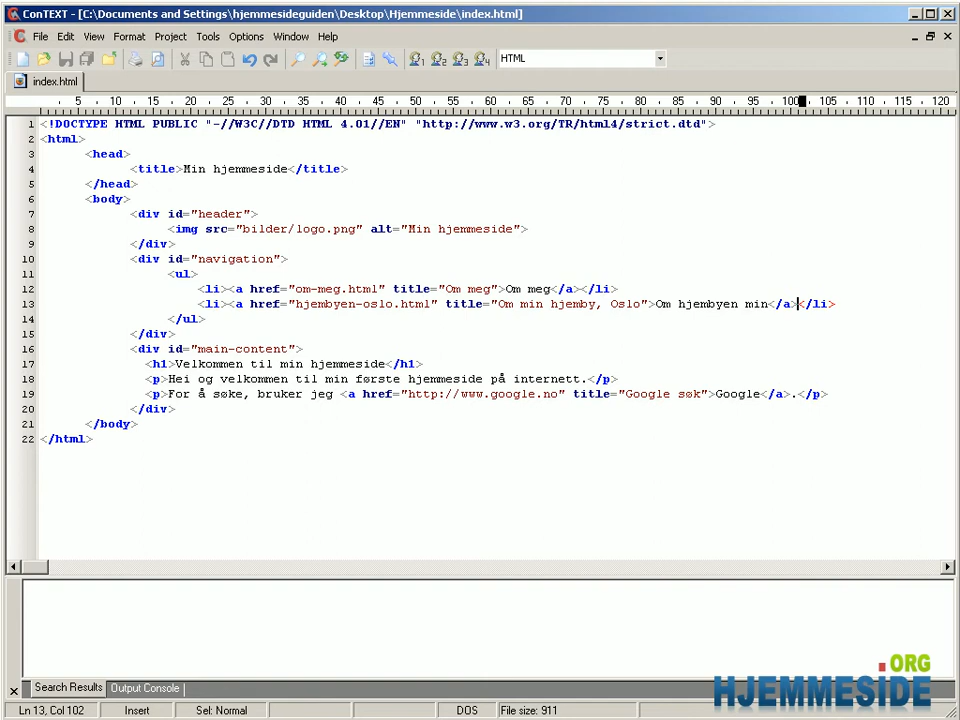 ConTEXT - [C:\Documents and Settings\hjemmesideguiden\Desktop\Hjemmeside\index.html]
File Edit View Format Project Tools Options Window Help
1 2 3 4 HTML
index.html
5 10 15 20 25 30 35 40 45 50 55 60 65 70 75 80 85 90 95 100 105 110 115 120
1 <!DOCTYPE HTML PUBLIC "-//W3C//DTD HTML 4.01//EN" "http://www.w3.org/TR/html4/strict.dtd">
2 <html>
3 <head>
4 <title>Min hjemmeside</title>
5 </head>
6 <body>
7 <div id="header">
8 <img src="bilder/logo.png" alt="Min hjemmeside">
9 </div>
10 <div id="navigation">
11 <ul>
12 <li><a href="om-meg.html" title="Om meg">Om meg</a></li>
13 <li><a href="hjembyen-oslo.html" title="Om min hjemby, Oslo">Om hjembyen min</a></li>
14 </ul>
15 </div>
16 <div id="main-content">
17 <h1>Velkommen til min hjemmeside</h1>
18 <p>Hei og velkommen til min første hjemmeside på internett.</p>
19 <p>For å søke, bruker jeg <a href="http://www.google.no" title="Google søk">Google</a>.</p>
20 </div>
21 </body>
22 </html>
Search Results Output Console
.ORG
HJEMMESIDE
Ln 13, Col 102 Insert Sel: Normal DOS File size: 911